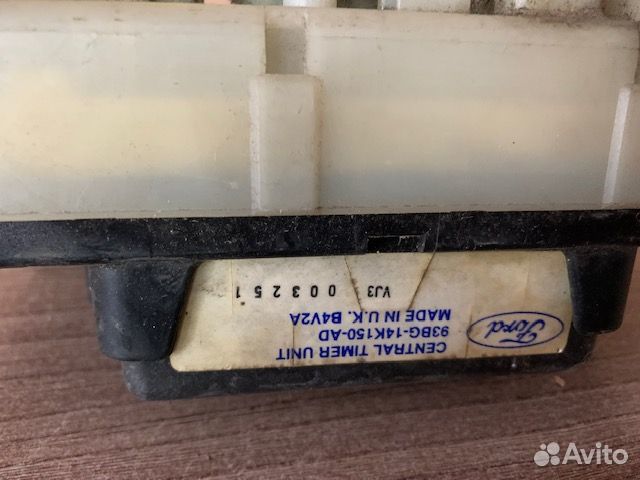 Ford
CENTRAL TIMER UNIT
93BG-14K150-AD
MADE IN U.K. B4V2A
VJ3 003251
Avito